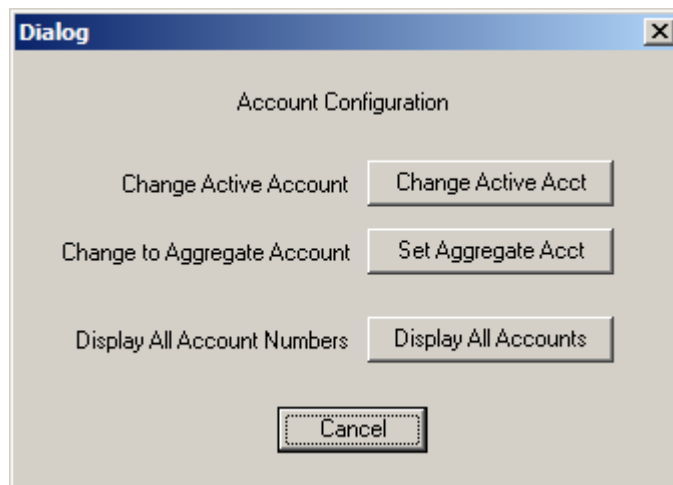 Dialog
Account Configuration
Change Active Account Change Active Acct
Change to Aggregate Account Set Aggregate Acct
Display All Account Numbers Display All Accounts
Cancel